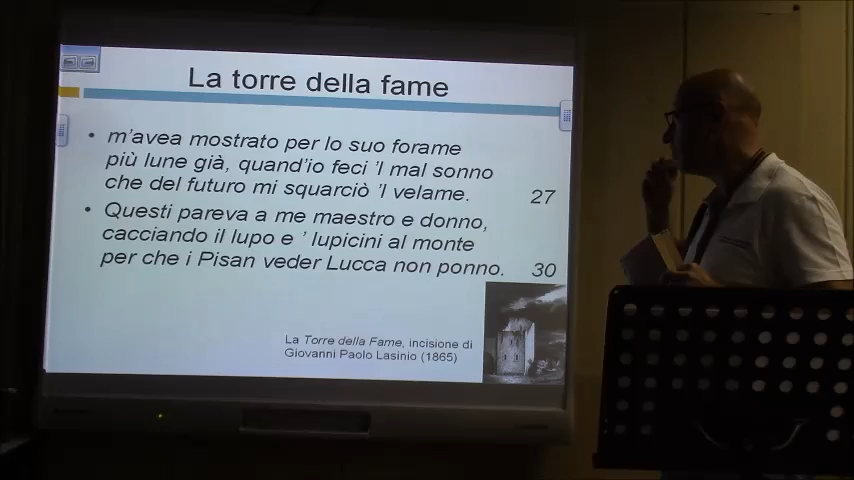 La torre della fame
• m'avea mostrato per lo suo forame
più lune già, quand'io feci 'l mal sonno
che del futuro mi squarciò 'l velame. 27
• Questi pareva a me maestro e donno,
cacciando il lupo e ' lupicini al monte
per che i Pisan veder Lucca non ponno. 30
La Torre della Fame, incisione di
Giovanni Paolo Lasinio (1865)